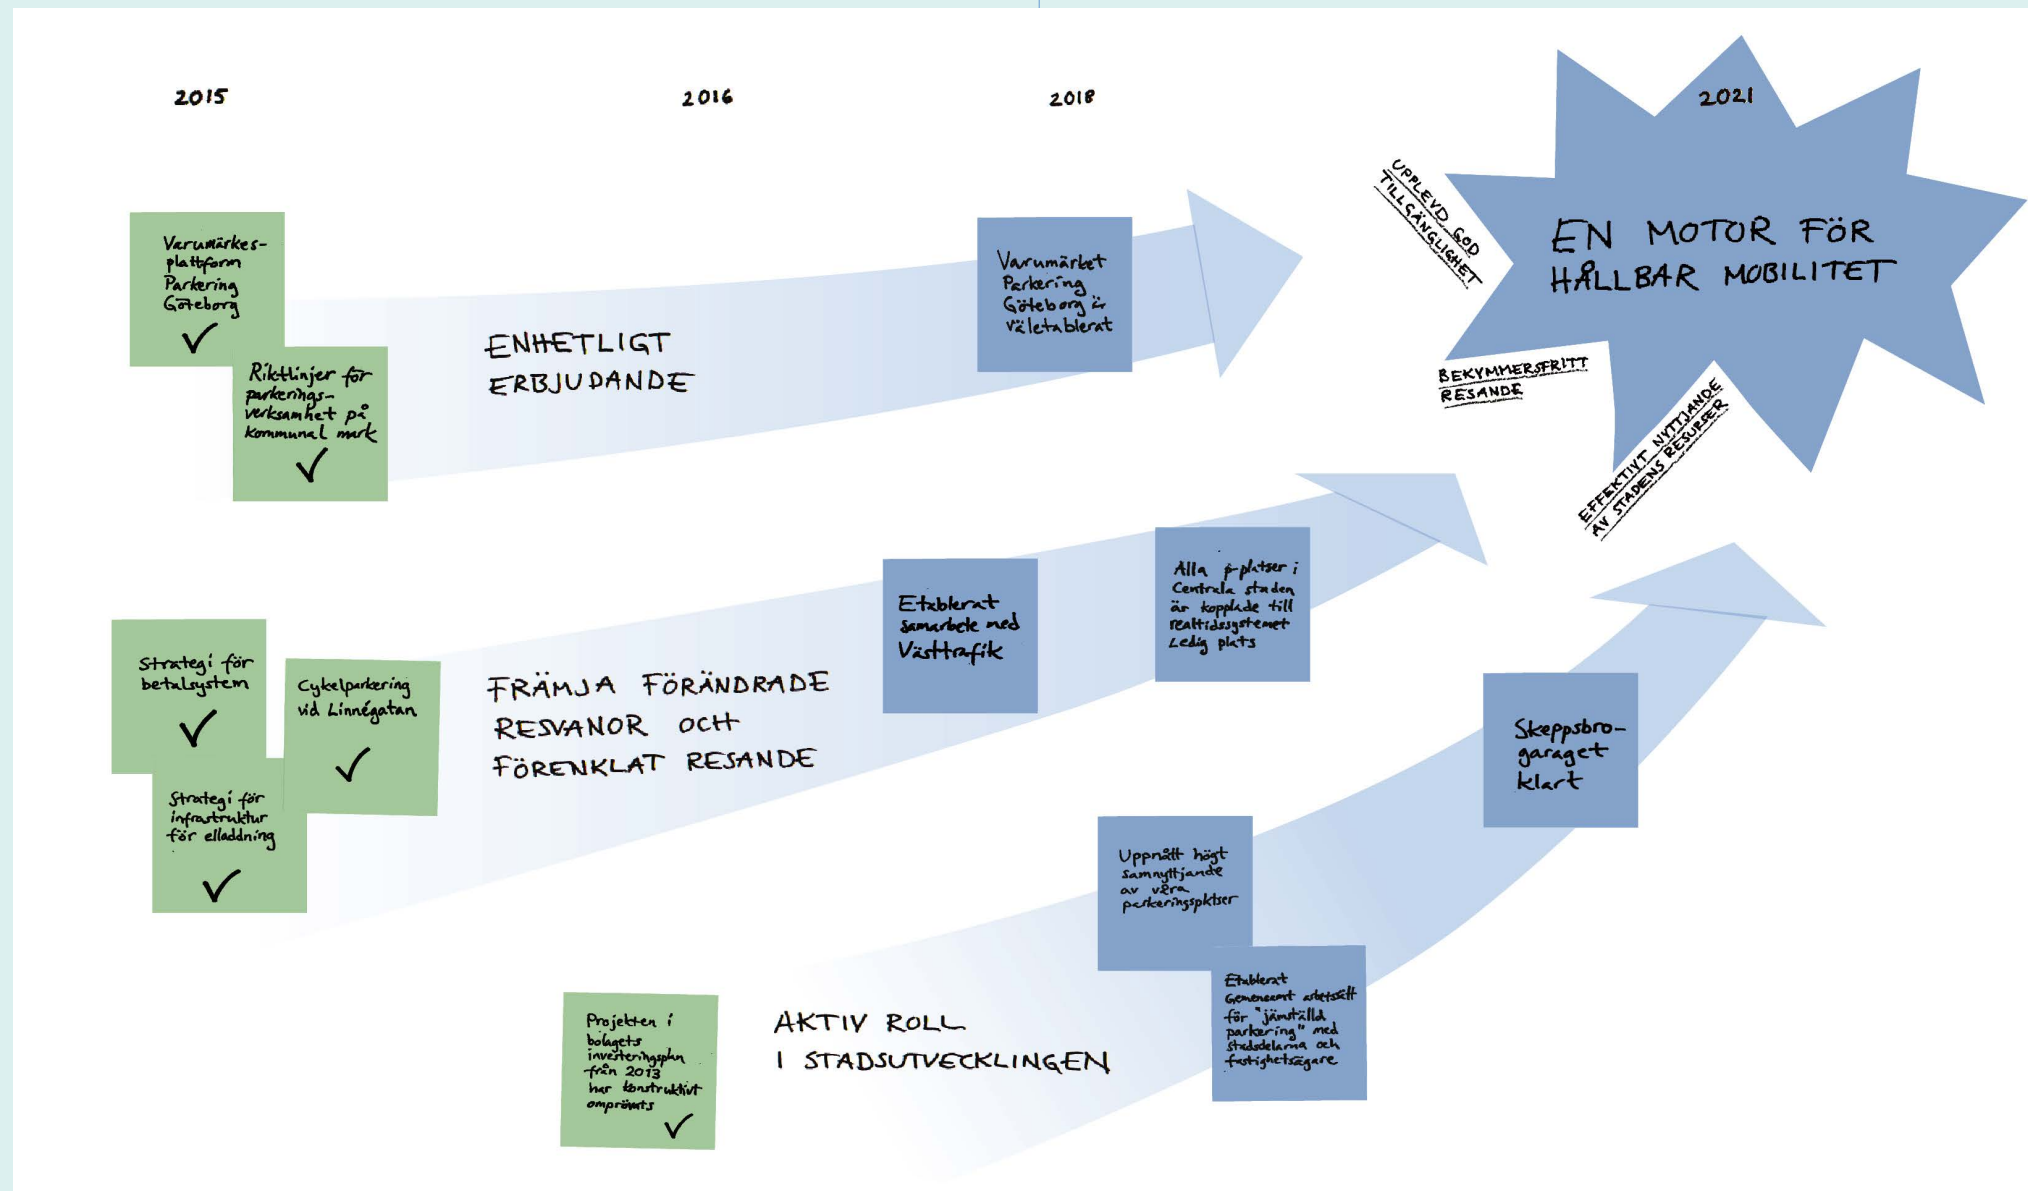 2015
2016
2018
2021
EN MOTOR FÖR
HÅLLBAR MOBILITET
UPPLEVD GOD
TILLGÄNGLIGHET
BEKYMMERSFRITT
RESANDE
EFFEKTIVT NYTTJANDE
AV STADENS RESURSER
Varumärkes-
plattform
Parkering
Göteborg
Riktlinjer för
parkerings-
verksamhet på
kommunal mark
ENHETLIGT
ERBJUDANDE
Varumärket
Parkering
Göteborg är
väletablerat
Strategi för
betalsystem
Cykelparkering
vid Linnégatan
Strategi för
infrastruktur
för elladdning
FRÄMJA FÖRÄNDRADE
RESVANOR OCH
FÖRENKLAT RESANDE
Etablerat
samarbete med
Västtrafik
Alla p-platser i
Centrala staden
är kopplade till
realtidssystemet
Ledig plats
Projekten i
bolagets
investeringsplan
från 2013
har konstruktivt
omprövats
AKTIV ROLL
I STADSUTVECKLINGEN
Uppnått högt
samnyttjande
av våra
parkeringsplatser
Etablerat
Gemensamt arbetssätt
för "jämställd
parkering" med
stadsdelarna och
fastighetsägare
Skeppsbro-
garaget
klart